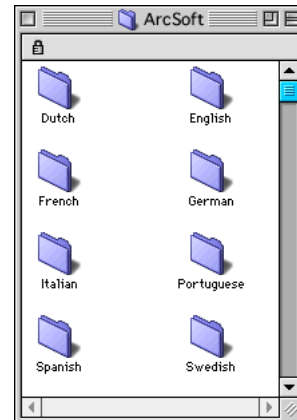 ArcSoft
Dutch English
French German
Italian Portuguese
Spanish Swedish